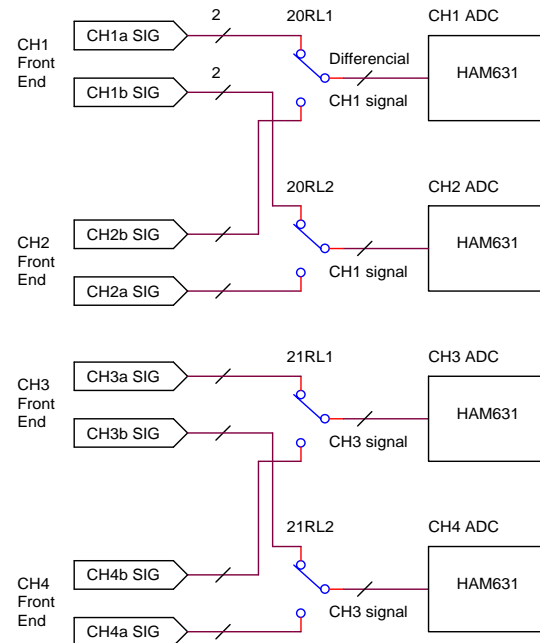 2
20RL1
CH1 ADC
CH1
Front
End
CH1a SIG
Differencial
HAM631
2
CH1b SIG
CH1 signal
20RL2
CH2 ADC
CH2
Front
End
CH2b SIG
HAM631
CH1 signal
CH2a SIG
21RL1
CH3 ADC
CH3
Front
End
CH3a SIG
HAM631
CH3b SIG
CH3 signal
21RL2
CH4 ADC
CH4
Front
End
CH4b SIG
HAM631
CH3 signal
CH4a SIG